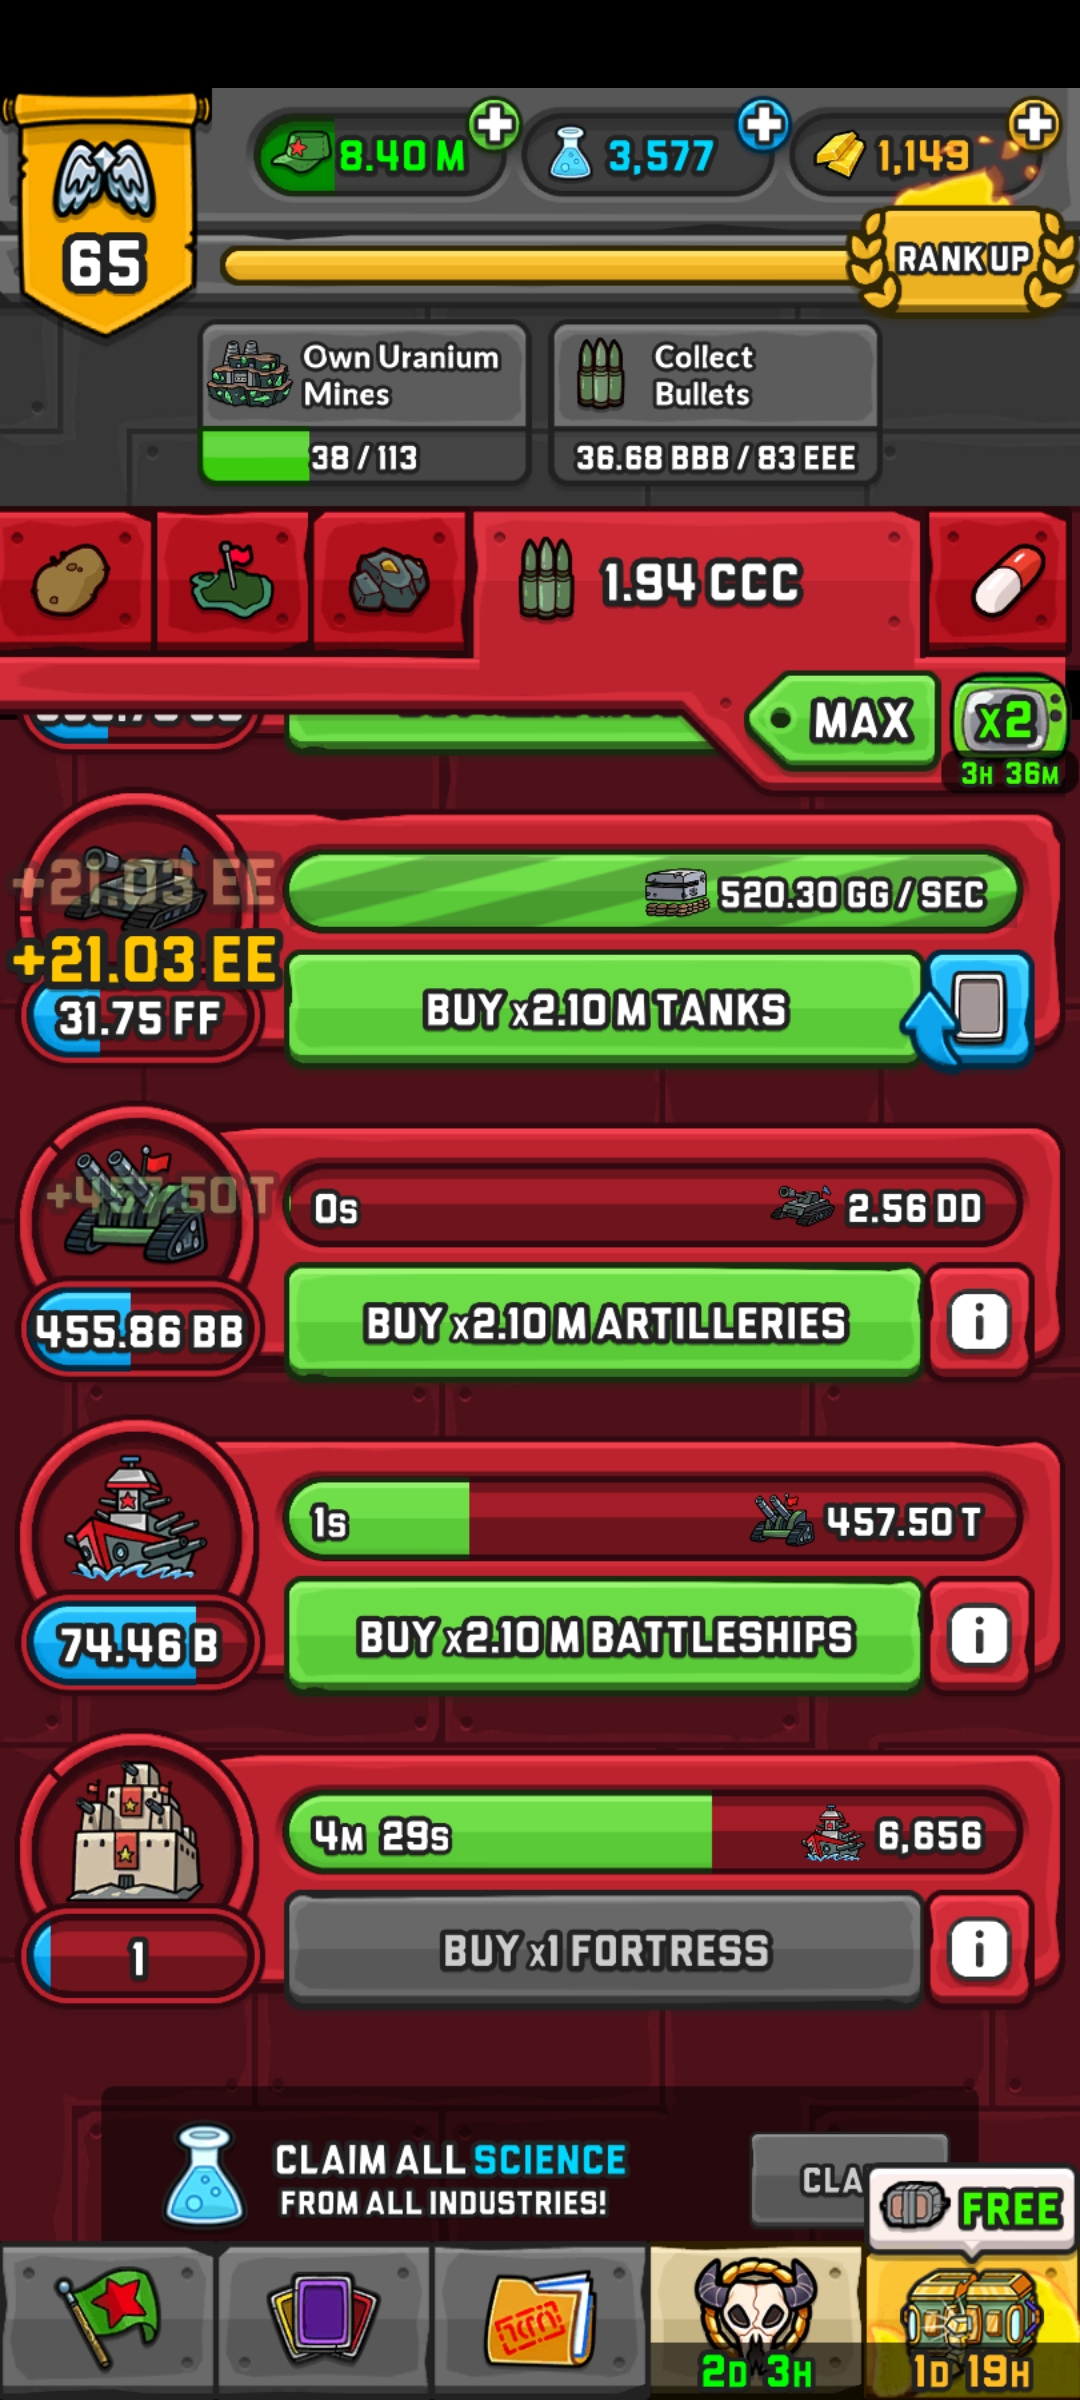 65
8.40 M
3,577
1,149
RANK UP
Own Uranium
Mines
38 / 113
Collect
Bullets
36.68 BBB / 83 EEE
1.94 CCC
MAX
x2
3H 36M
+21.03 EE
520.30 GG / SEC
+21.03 EE
31.75 FF
BUY x2.10 M TANKS
+457.50 T
0s
2.56 DD
455.86 BB
BUY x2.10 M ARTILLERIES
i
1s
457.50 T
74.46 B
BUY x2.10 M BATTLESHIPS
i
4M 29s
6,656
1
BUY x1 FORTRESS
i
CLAIM ALL SCIENCE
FROM ALL INDUSTRIES!
CLA
FREE
2D 3H
1D 19H